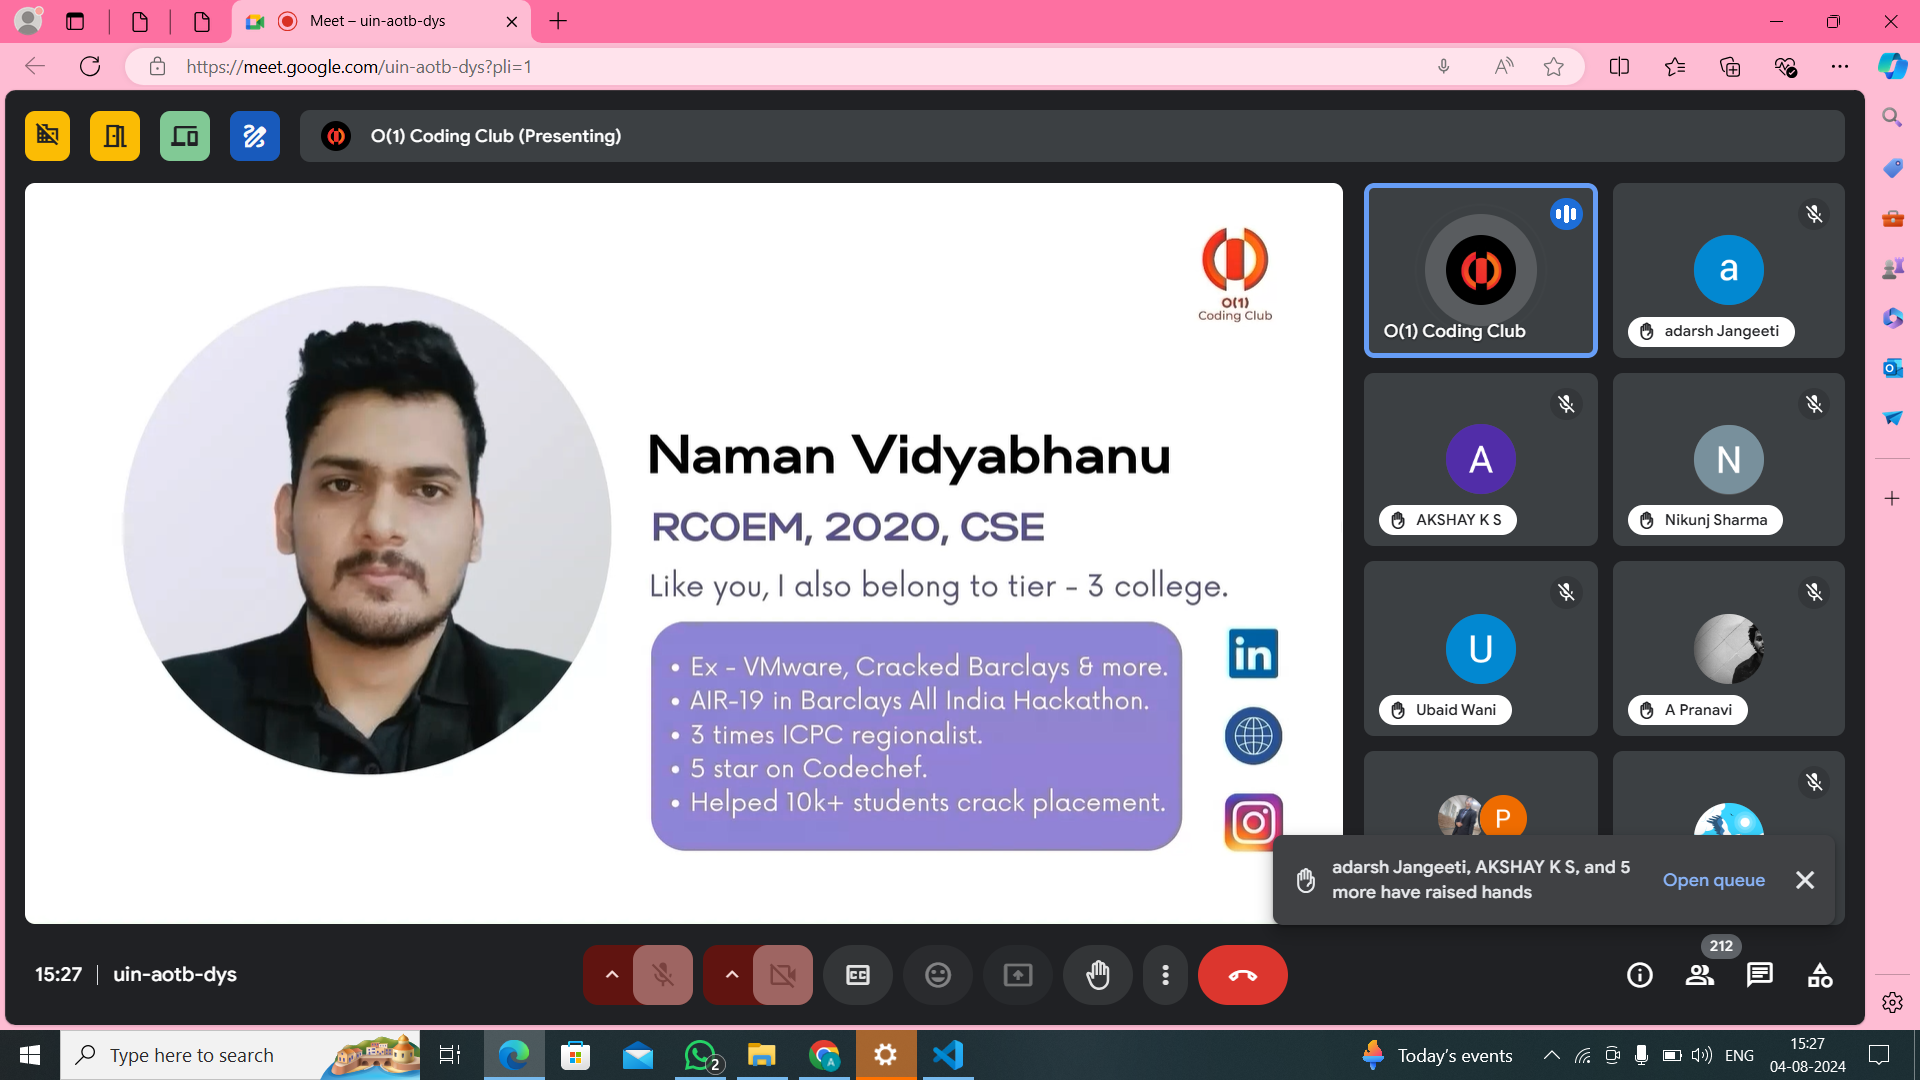 Meet – uin-aotb-dys
https://meet.google.com/uin-aotb-dys?pli=1
O(1) Coding Club (Presenting)
O(1)
Coding Club
Naman Vidyabhanu
RCOEM, 2020, CSE
Like you, I also belong to tier - 3 college.
• Ex - VMware, Cracked Barclays & more.
• AIR-19 in Barclays All India Hackathon.
• 3 times ICPC regionalist.
• 5 star on Codechef.
• Helped 10k+ students crack placement.
in
O(1) Coding Club
a
adarsh Jangeeti
A
AKSHAY K S
N
Nikunj Sharma
U
Ubaid Wani
A Pranavi
P
adarsh Jangeeti, AKSHAY K S, and 5
more have raised hands
Open queue
15:27 | uin-aotb-dys
CC
212
Type here to search
2
A
Today's events
ENG
15:27
04-08-2024